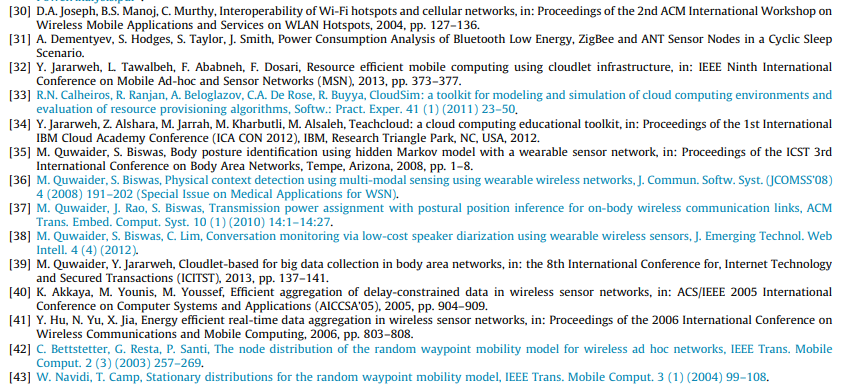 [30] D.A. Joseph, B.S. Manoj, C. Murthy, Interoperability of Wi-Fi hotspots and cellular networks, in: Proceedings of the 2nd ACM International Workshop on
Wireless Mobile Applications and Services on WLAN Hotspots, 2004, pp. 127–136.
[31] A. Dementyev, S. Hodges, S. Taylor, J. Smith, Power Consumption Analysis of Bluetooth Low Energy, ZigBee and ANT Sensor Nodes in a Cyclic Sleep
Scenario.
[32] Y. Jararweh, L. Tawalbeh, F. Ababneh, F. Dosari, Resource efficient mobile computing using cloudlet infrastructure, in: IEEE Ninth International
Conference on Mobile Ad-hoc and Sensor Networks (MSN), 2013, pp. 373–377.
[33] R.N. Calheiros, R. Ranjan, A. Beloglazov, C.A. De Rose, R. Buyya, CloudSim: a toolkit for modeling and simulation of cloud computing environments and
evaluation of resource provisioning algorithms, Softw.: Pract. Exper. 41 (1) (2011) 23–50.
[34] Y. Jararweh, Z. Alshara, M. Jarrah, M. Kharbutli, M. Alsaleh, Teachcloud: a cloud computing educational toolkit, in: Proceedings of the 1st International
IBM Cloud Academy Conference (ICA CON 2012), IBM, Research Triangle Park, NC, USA, 2012.
[35] M. Quwaider, S. Biswas, Body posture identification using hidden Markov model with a wearable sensor network, in: Proceedings of the ICST 3rd
International Conference on Body Area Networks, Tempe, Arizona, 2008, pp. 1–8.
[36] M. Quwaider, S. Biswas, Physical context detection using multi-modal sensing using wearable wireless networks, J. Commun. Softw. Syst. (JCOMSS'08)
4 (2008) 191–202 (Special Issue on Medical Applications for WSN).
[37] M. Quwaider, J. Rao, S. Biswas, Transmission power assignment with postural position inference for on-body wireless communication links, ACM
Trans. Embed. Comput. Syst. 10 (1) (2010) 14:1–14:27.
[38] M. Quwaider, S. Biswas, C. Lim, Conversation monitoring via low-cost speaker diarization using wearable wireless sensors, J. Emerging Technol. Web
Intell. 4 (4) (2012).
[39] M. Quwaider, Y. Jararweh, Cloudlet-based for big data collection in body area networks, in: the 8th International Conference for, Internet Technology
and Secured Transactions (ICITST), 2013, pp. 137–141.
[40] K. Akkaya, M. Younis, M. Youssef, Efficient aggregation of delay-constrained data in wireless sensor networks, in: ACS/IEEE 2005 International
Conference on Computer Systems and Applications (AICCSA'05), 2005, pp. 904–909.
[41] Y. Hu, N. Yu, X. Jia, Energy efficient real-time data aggregation in wireless sensor networks, in: Proceedings of the 2006 International Conference on
Wireless Communications and Mobile Computing, 2006, pp. 803–808.
[42] C. Bettstetter, G. Resta, P. Santi, The node distribution of the random waypoint mobility model for wireless ad hoc networks, IEEE Trans. Mobile
Comput. 2 (3) (2003) 257–269.
[43] W. Navidi, T. Camp, Stationary distributions for the random waypoint mobility model, IEEE Trans. Mobile Comput. 3 (1) (2004) 99–108.